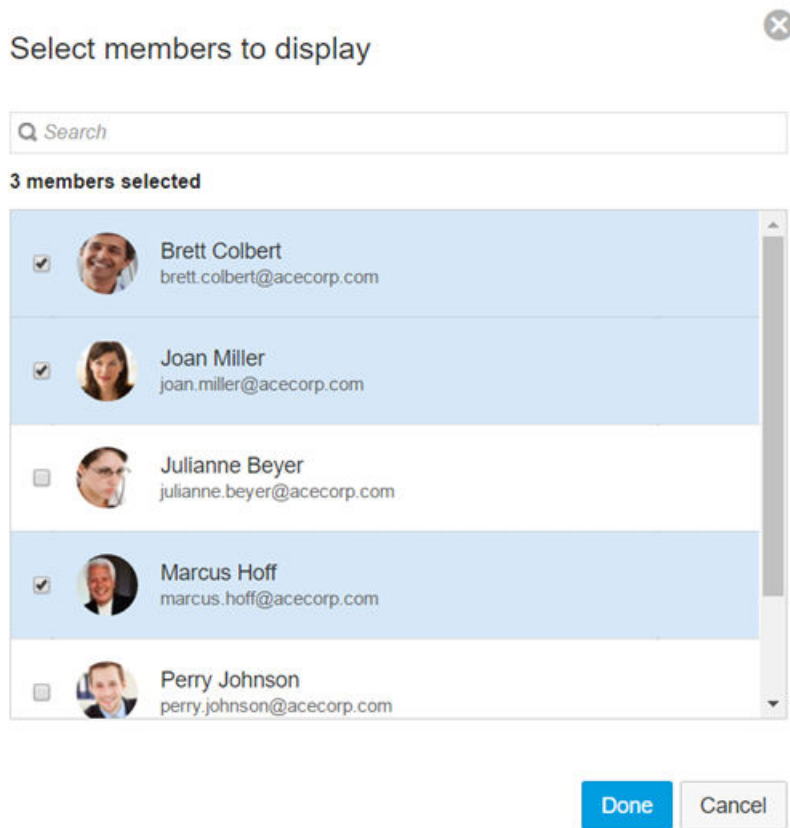 Select members to display
Search
3 members selected
Brett Colbert
brett.colbert@acecorp.com
Joan Miller
joan.miller@acecorp.com
Julianne Beyer
julianne.beyer@acecorp.com
Marcus Hoff
marcus.hoff@acecorp.com
Perry Johnson
perry.johnson@acecorp.com
Done Cancel